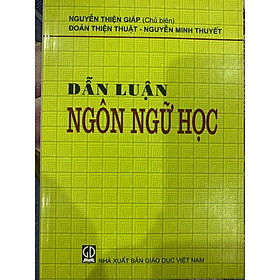 NGUYỄN THIỆN GIÁP (Chủ biên)
ĐOÀN THIỆN THUẬT - NGUYỄN MINH THUYẾT
DẪN LUẬN
NGÔN NGỮ HỌC
GD
NHÀ XUẤT BẢN GIÁO DỤC VIỆT NAM